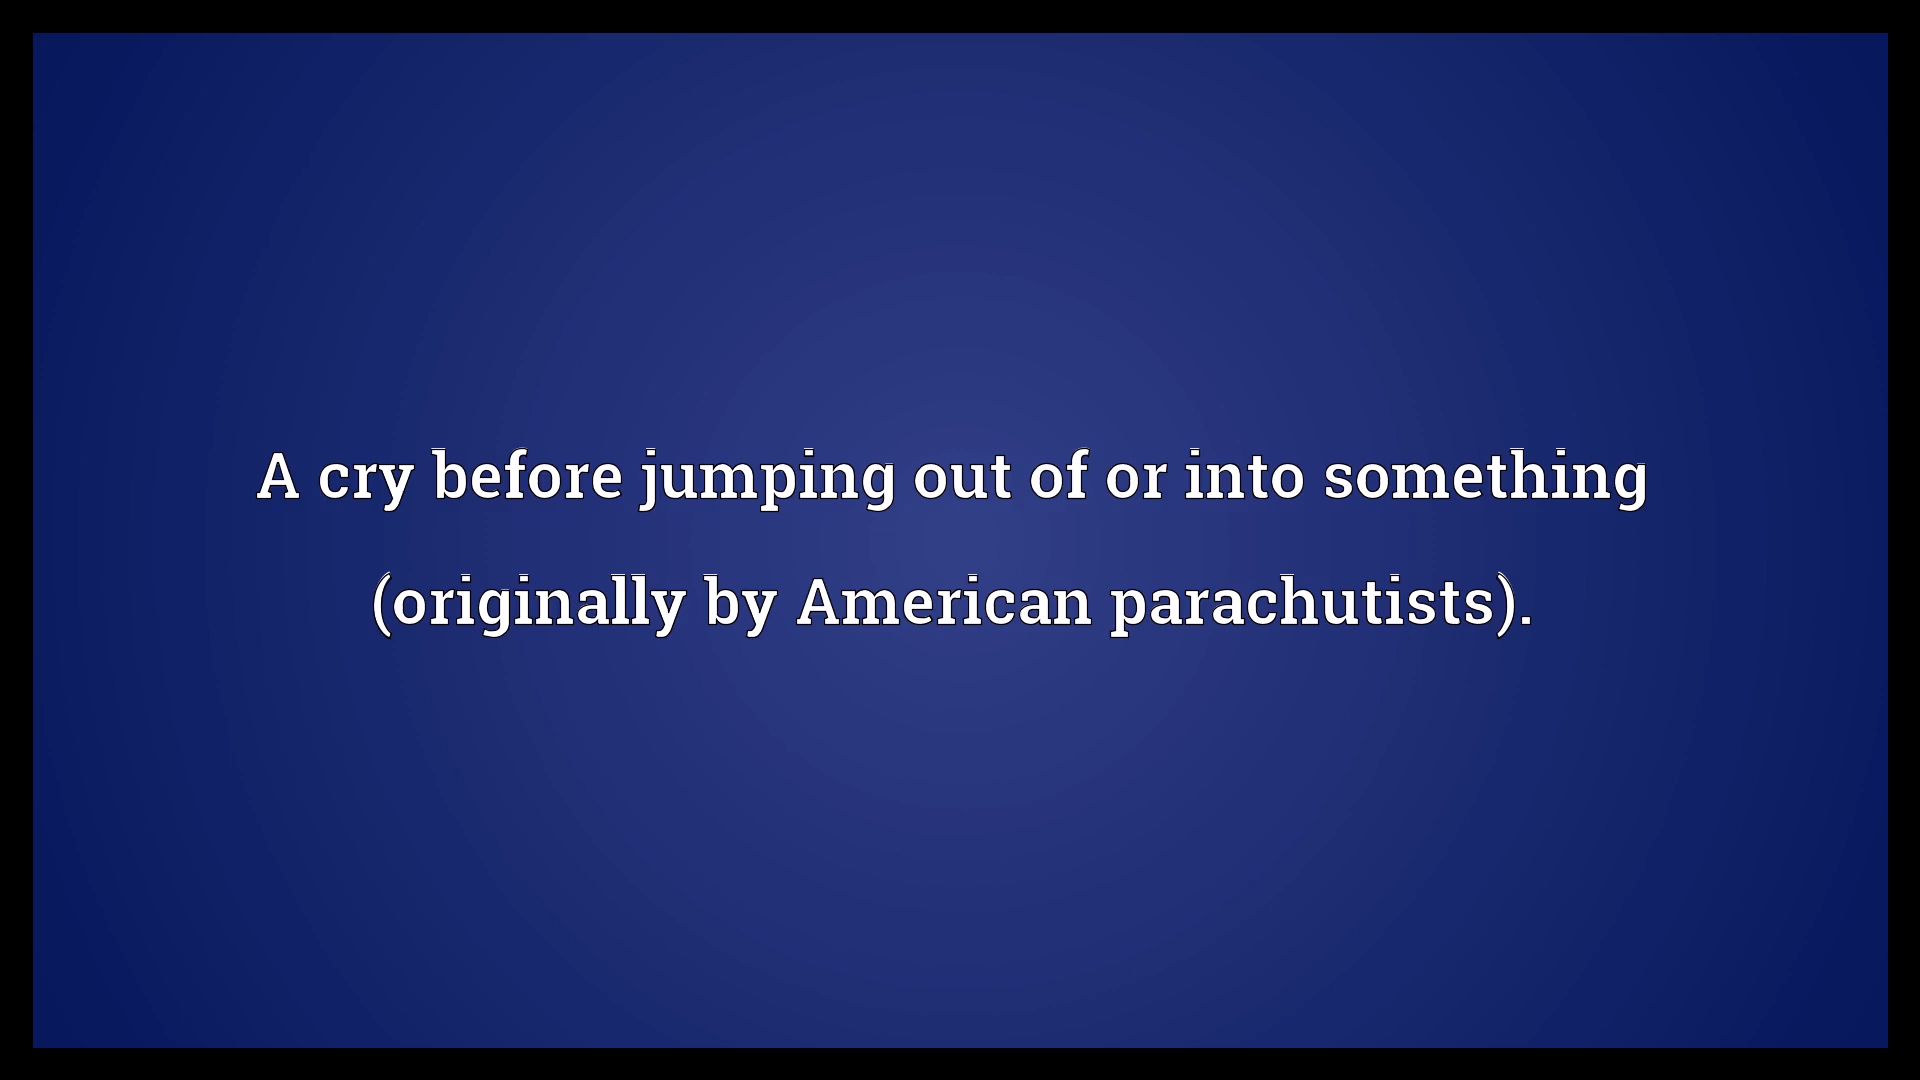 A cry before jumping out of or into something
(originally by American parachutists).